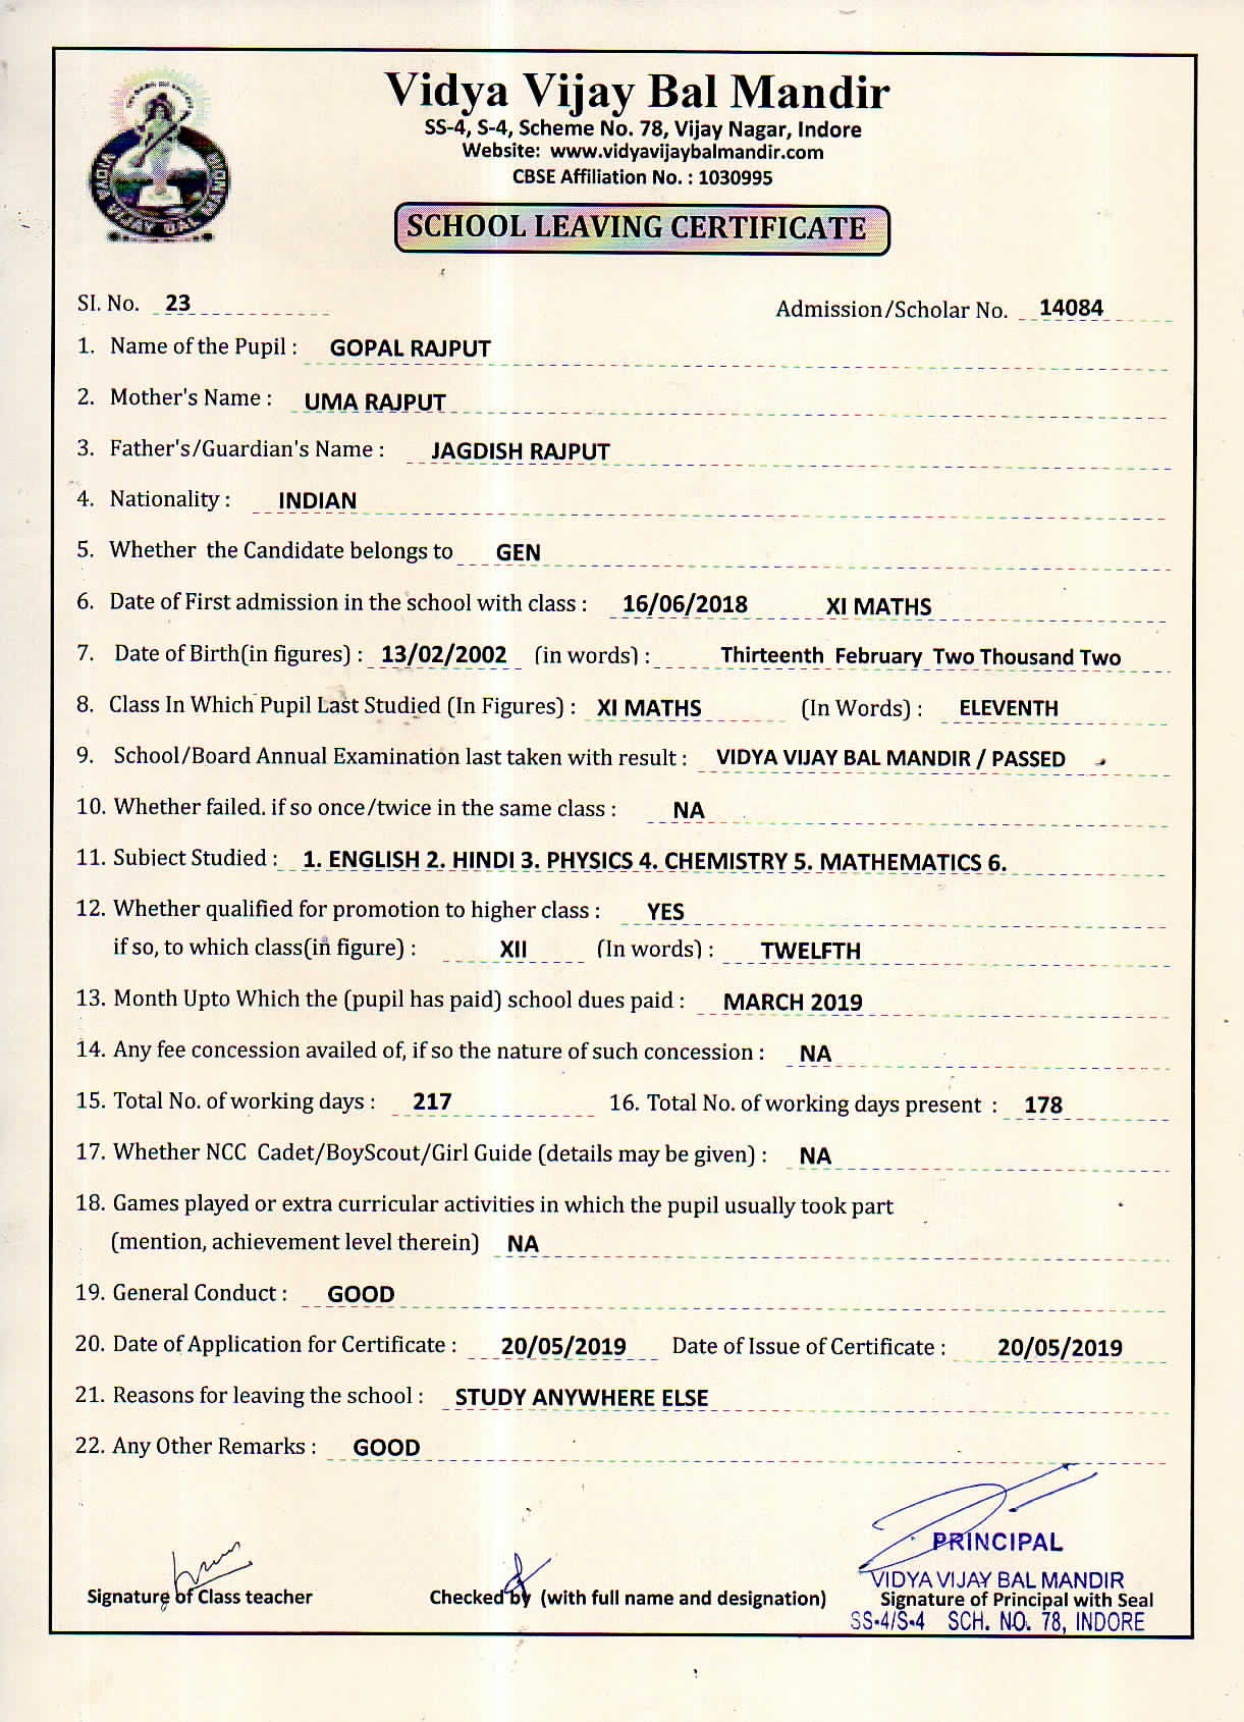 Vidya Vijay Bal Mandir
SS-4, S-4, Scheme No. 78, Vijay Nagar, Indore
Website: www.vidyavijaybalmandir.com
CBSE Affiliation No. : 1030995
VIDYA VIJAY BAL MANDIR
SCHOOL LEAVING CERTIFICATE
SI. No. 23 Admission/Scholar No. 14084
1. Name of the Pupil : GOPAL RAJPUT
2. Mother's Name : UMA RAJPUT
3. Father's/Guardian's Name : JAGDISH RAJPUT
4. Nationality : INDIAN
5. Whether the Candidate belongs to GEN
6. Date of First admission in the school with class : 16/06/2018 XI MATHS
7. Date of Birth(in figures) : 13/02/2002 (in words) : Thirteenth February Two Thousand Two
8. Class In Which Pupil Last Studied (In Figures) : XI MATHS (In Words) : ELEVENTH
9. School/Board Annual Examination last taken with result : VIDYA VIJAY BAL MANDIR / PASSED
10. Whether failed. if so once/twice in the same class : NA
11. Subject Studied : 1. ENGLISH 2. HINDI 3. PHYSICS 4. CHEMISTRY 5. MATHEMATICS 6.
12. Whether qualified for promotion to higher class : YES
if so, to which class(in figure) : XII (In words) : TWELFTH
13. Month Upto Which the (pupil has paid) school dues paid : MARCH 2019
14. Any fee concession availed of, if so the nature of such concession : NA
15. Total No. of working days : 217 16. Total No. of working days present : 178
17. Whether NCC Cadet/BoyScout/Girl Guide (details may be given) : NA
18. Games played or extra curricular activities in which the pupil usually took part
(mention, achievement level therein) NA
19. General Conduct : GOOD
20. Date of Application for Certificate : 20/05/2019 Date of Issue of Certificate : 20/05/2019
21. Reasons for leaving the school : STUDY ANYWHERE ELSE
22. Any Other Remarks : GOOD
PRINCIPAL
VIDYA VIJAY BAL MANDIR
Signature of Class teacher Checked by (with full name and designation) Signature of Principal with Seal
SS-4/S-4 SCH. NO. 78, INDORE